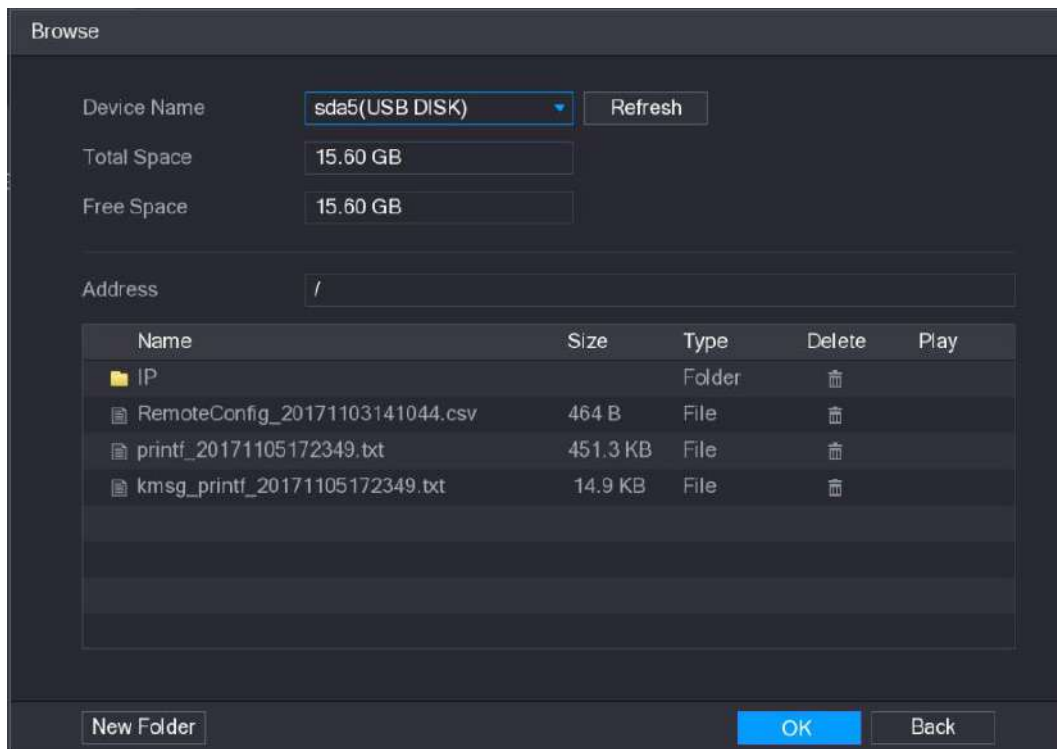 Browse
Device Name sda5(USB DISK) Refresh
Total Space 15.60 GB
Free Space 15.60 GB
Address /
Name Size Type Delete Play
IP Folder
RemoteConfig_20171103141044.csv 464 B File
printf_20171105172349.txt 451.3 KB File
kmsg_printf_20171105172349.txt 14.9 KB File
New Folder OK Back